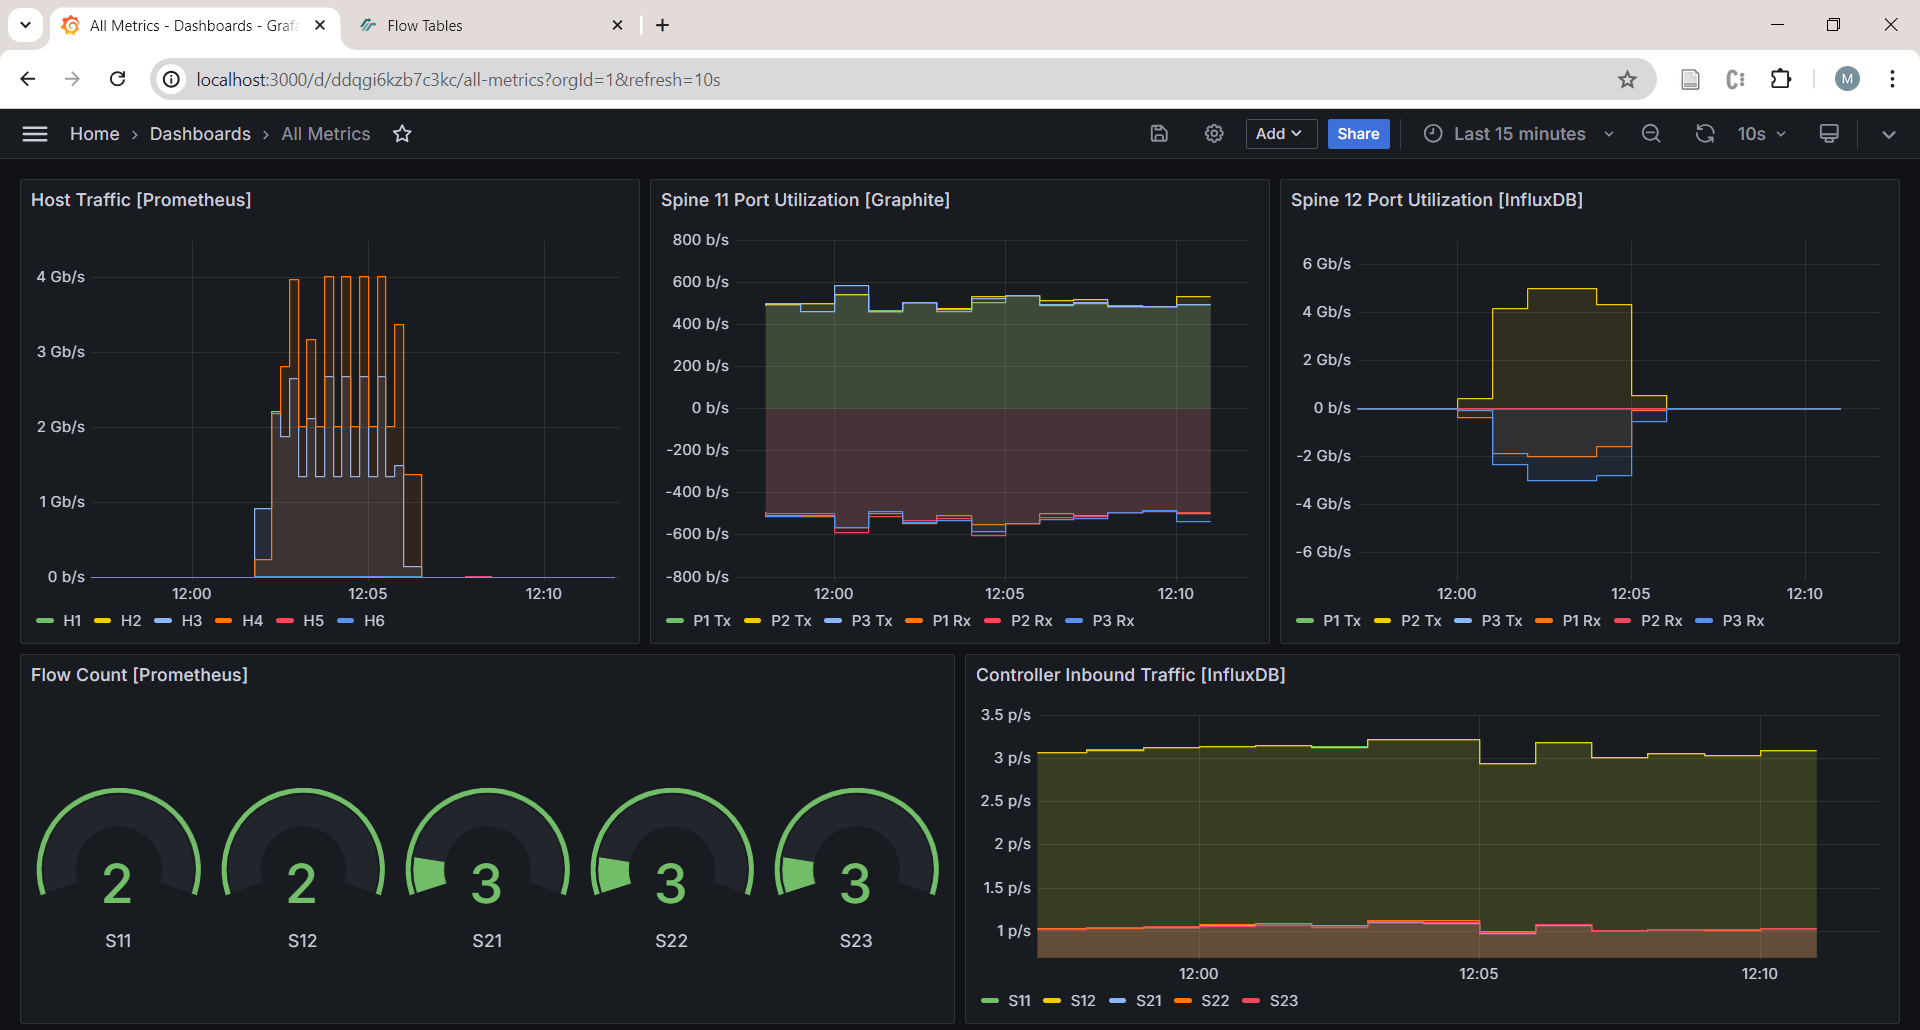 All Metrics - Dashboards - Grafa
Flow Tables
localhost:3000/d/ddqgi6kzb7c3kc/all-metrics?orgId=1&refresh=10s
M
Home > Dashboards > All Metrics
Add
Share
Last 15 minutes
10s
Host Traffic [Prometheus]
4 Gb/s
3 Gb/s
2 Gb/s
1 Gb/s
0 b/s
12:00 12:05 12:10
H1 H2 H3 H4 H5 H6
Spine 11 Port Utilization [Graphite]
800 b/s
600 b/s
400 b/s
200 b/s
0 b/s
-200 b/s
-400 b/s
-600 b/s
-800 b/s
12:00 12:05 12:10
P1 Tx P2 Tx P3 Tx P1 Rx P2 Rx P3 Rx
Spine 12 Port Utilization [InfluxDB]
6 Gb/s
4 Gb/s
2 Gb/s
0 b/s
-2 Gb/s
-4 Gb/s
-6 Gb/s
12:00 12:05 12:10
P1 Tx P2 Tx P3 Tx P1 Rx P2 Rx P3 Rx
Flow Count [Prometheus]
2 2 3 3 3
S11 S12 S21 S22 S23
Controller Inbound Traffic [InfluxDB]
3.5 p/s
3 p/s
2.5 p/s
2 p/s
1.5 p/s
1 p/s
12:00 12:05 12:10
S11 S12 S21 S22 S23